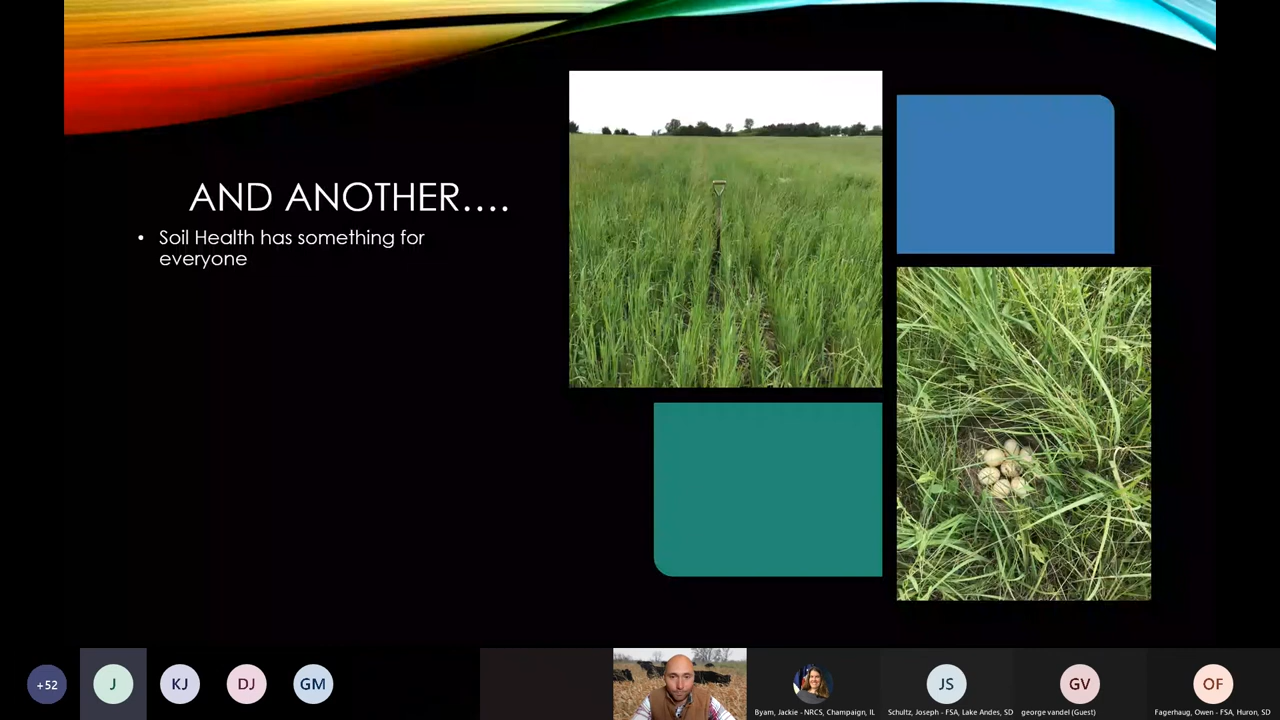 AND ANOTHER....
• Soil Health has something for
everyone
+52
J
KJ
DJ
GM
JS
GV
OF
Byam, Jackie - NRCS, Champaign, IL
Schultz, Joseph - FSA, Lake Andes, SD
george vandel (Guest)
Fagerhaug, Owen - FSA, Huron, SD